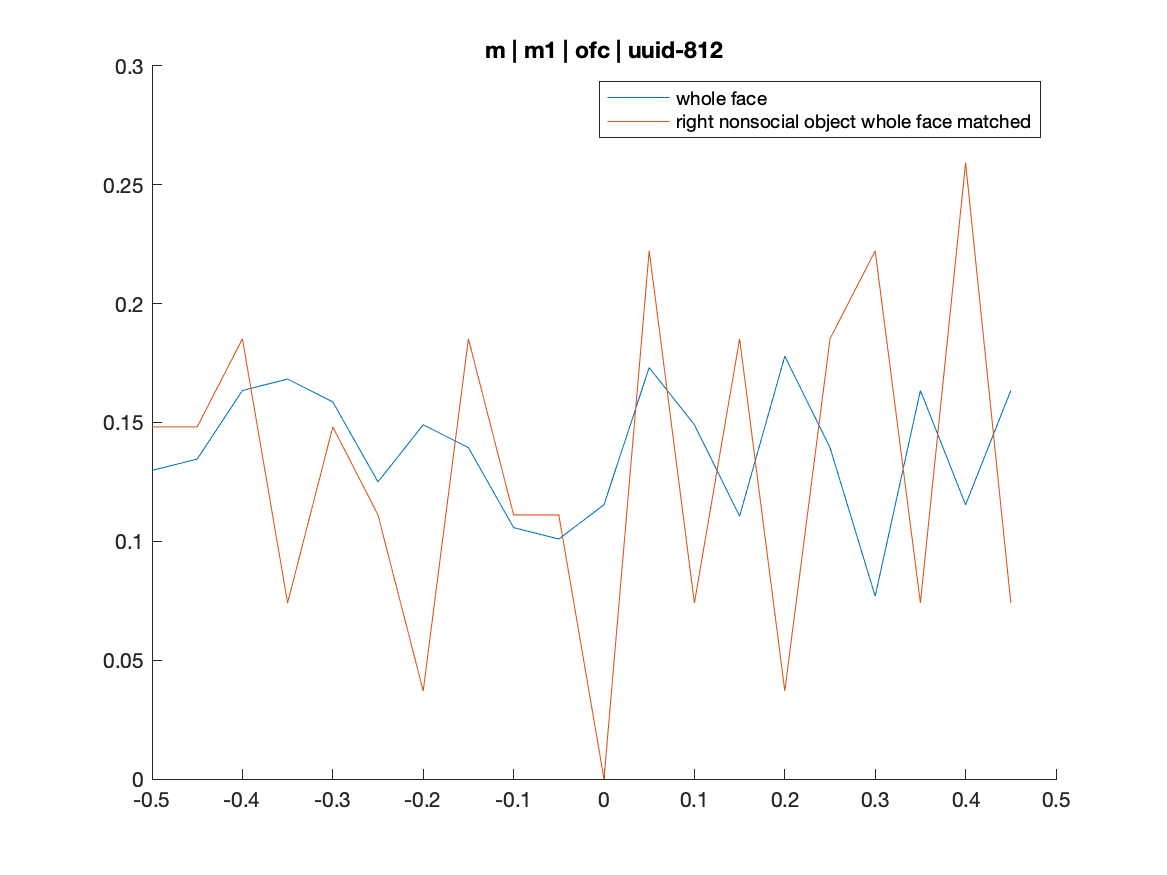 m | m1 | ofc | uuid-812
whole face
right nonsocial object whole face matched
0.3
0.25
0.2
0.15
0.1
0.05
0
-0.5 -0.4 -0.3 -0.2 -0.1 0 0.1 0.2 0.3 0.4 0.5